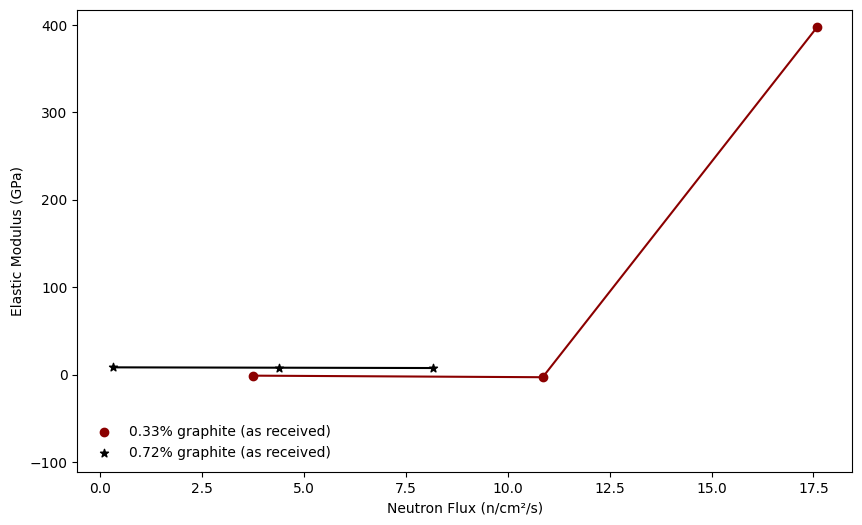 400
300
200
100
0
−100
Elastic Modulus (GPa)
0.33% graphite (as received)
0.72% graphite (as received)
0.0 2.5 5.0 7.5 10.0 12.5 15.0 17.5
Neutron Flux (n/cm²/s)